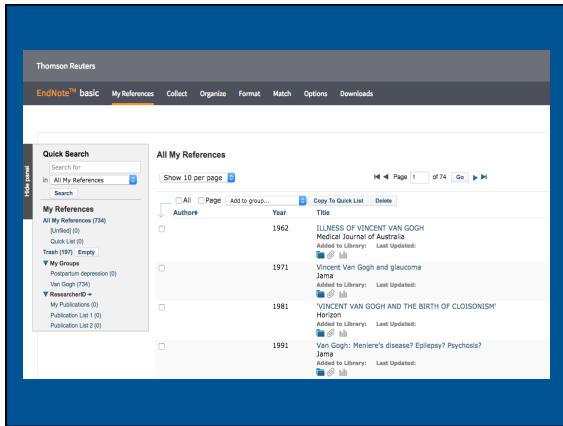 Thomson Reuters
EndNote™ basic My References Collect Organize Format Match Options Downloads
Hide panel
Quick Search
Search for
in All My References
Search
My References
All My References (734)
[Unfiled] (0)
Quick List (0)
Trash (197) Empty
▼ My Groups
Postpartum depression (0)
Van Gogh (734)
▼ ResearcherID
My Publications (0)
Publication List 1 (0)
Publication List 2 (0)
All My References
Show 10 per page
Page 1 of 74 Go
All Page Add to group... Copy To Quick List Delete
Author Year Title
1962 ILLNESS OF VINCENT VAN GOGH
Medical Journal of Australia
Added to Library: Last Updated:
1971 Vincent Van Gogh and glaucoma
Jama
Added to Library: Last Updated:
1981 'VINCENT VAN GOGH AND THE BIRTH OF CLOISONISM'
Horizon
Added to Library: Last Updated:
1991 Van Gogh: Meniere's disease? Epilepsy? Psychosis?
Jama
Added to Library: Last Updated: